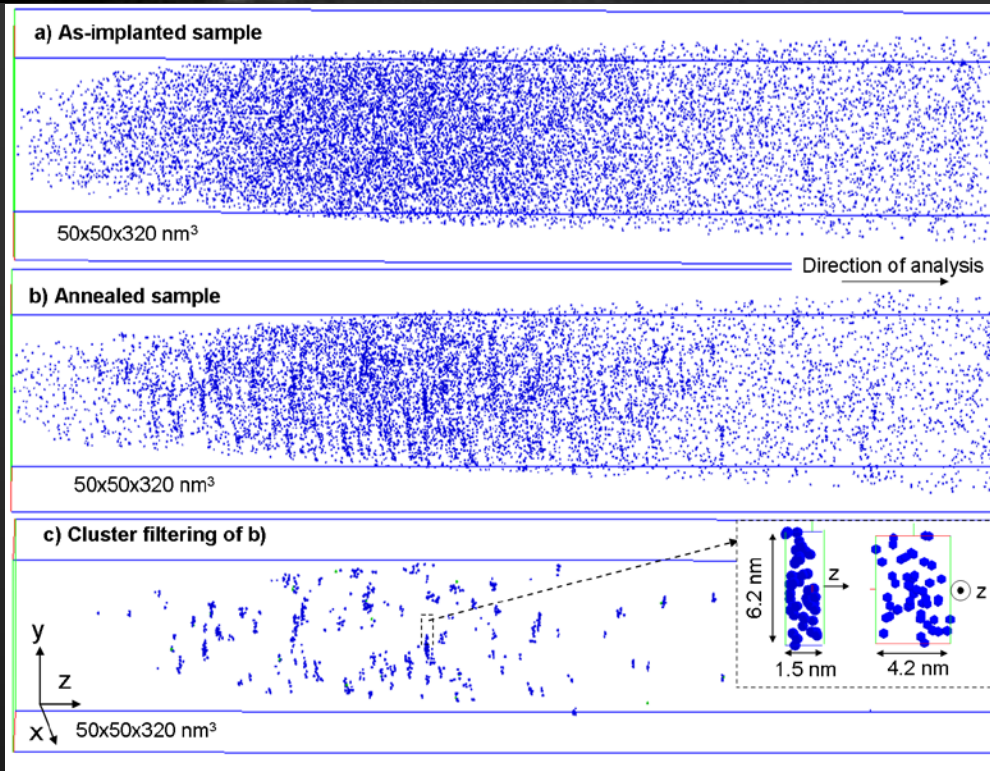 a) As-implanted sample
50x50x320 nm³
Direction of analysis
b) Annealed sample
50x50x320 nm³
c) Cluster filtering of b)
6.2 nm
z
z
1.5 nm
4.2 nm
y
z
x
50x50x320 nm³